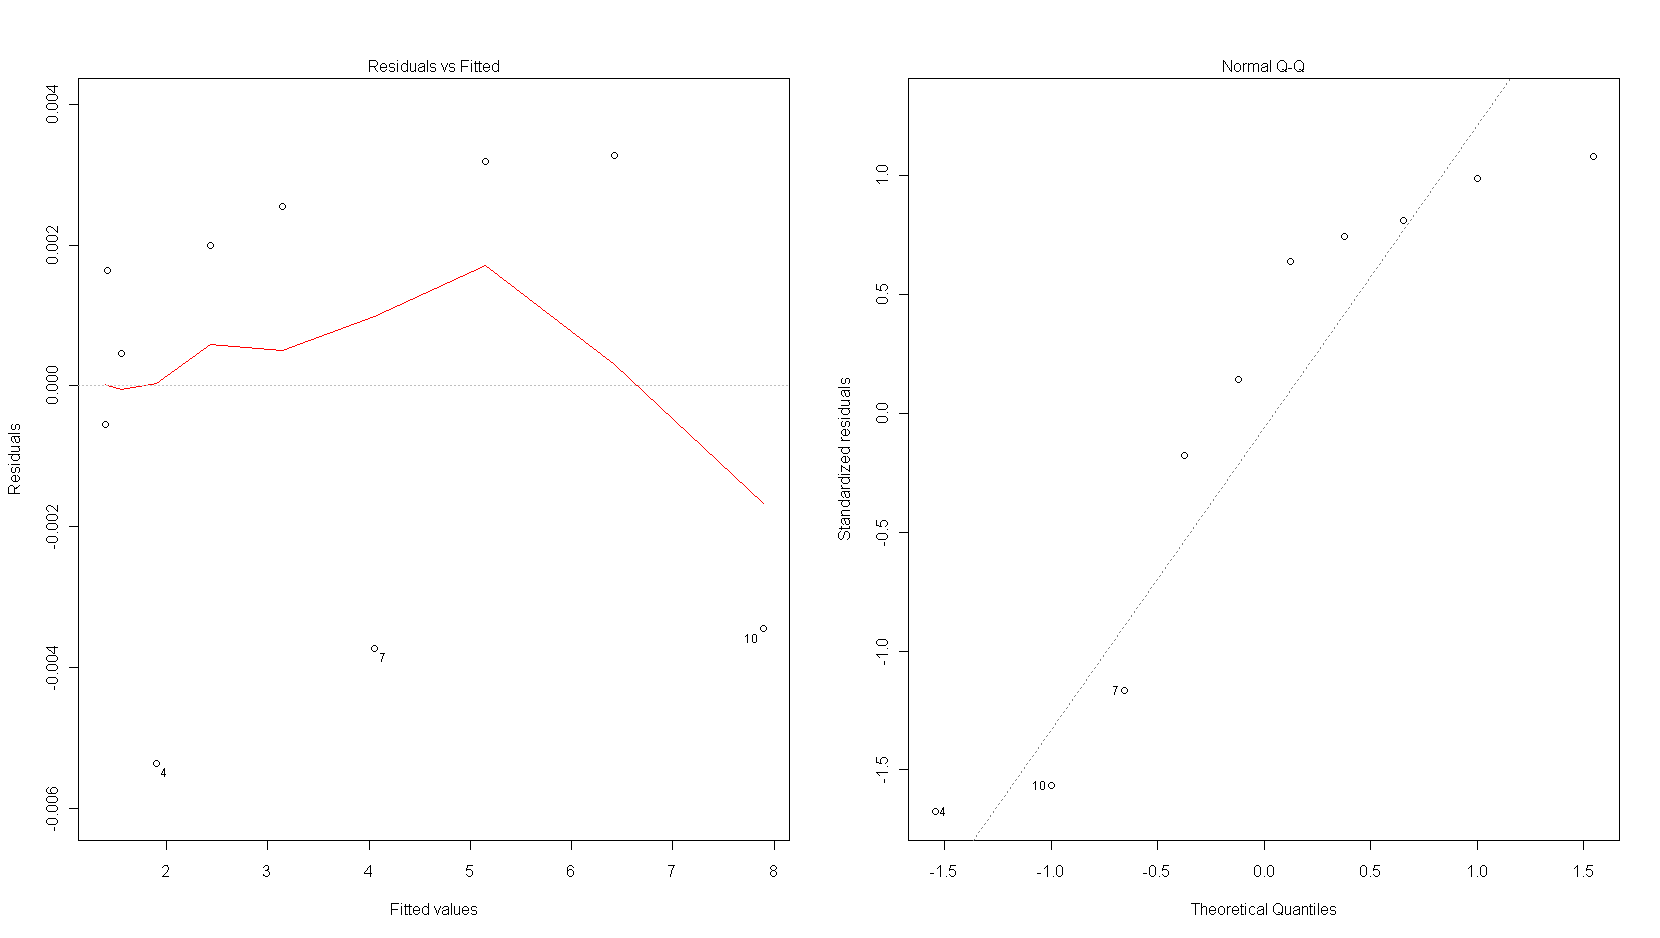 Residuals vs Fitted
0.004
0.002
0.000
-0.002
-0.004
-0.006
Residuals
4
7
10
2 3 4 5 6 7 8
Fitted values
Normal Q-Q
1.0
0.5
0.0
-0.5
-1.0
-1.5
Standardized residuals
7
10
4
-1.5 -1.0 -0.5 0.0 0.5 1.0 1.5
Theoretical Quantiles